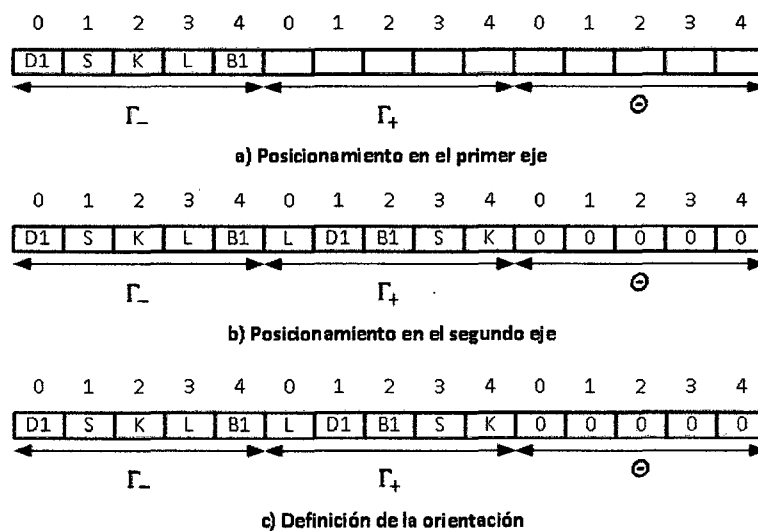 0 1 2 3 4 0 1 2 3 4 0 1 2 3 4
D1 S K L B1
Γ− Γ+ Θ
a) Posicionamiento en el primer eje
0 1 2 3 4 0 1 2 3 4 0 1 2 3 4
D1 S K L B1 L D1 B1 S K 0 0 0 0 0
Γ− Γ+ Θ
b) Posicionamiento en el segundo eje
0 1 2 3 4 0 1 2 3 4 0 1 2 3 4
D1 S K L B1 L D1 B1 S K 0 0 0 0 0
Γ− Γ+ Θ
c) Definición de la orientación